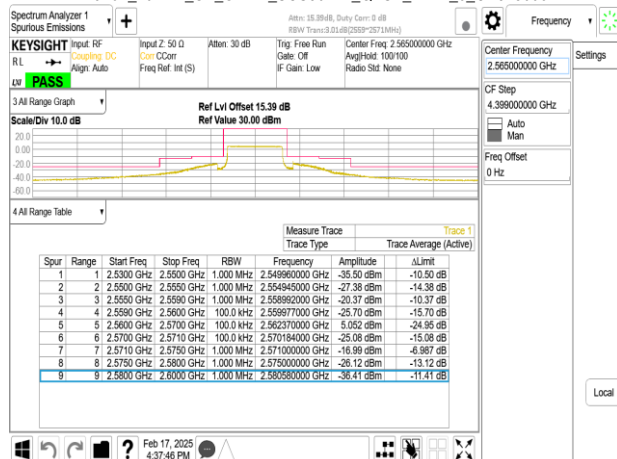 Spectrum Analyzer 1
Spurious Emissions
Attn: 15.39dB, Duty Corr: 0 dB
RBW Trans:3.01dB(2559~2571MHz)
Frequency
KEYSIGHT
Input: RF
Coupling: DC
Align: Auto
Input Z: 50 Ω
Corr CCorr
Freq Ref: Int (S)
Atten: 30 dB
Trig: Free Run
Gate: Off
IF Gain: Low
Center Freq: 2.565000000 GHz
Avg|Hold: 100/100
Radio Std: None
RL
LXI
PASS
Center Frequency
2.565000000 GHz
Settings
CF Step
4.399000000 GHz
Auto
Man
Freq Offset
0 Hz
3 All Range Graph
Scale/Div 10.0 dB
Ref Lvl Offset 15.39 dB
Ref Value 30.00 dBm
20.0
0.00
-20.0
-40.0
-60.0
4 All Range Table
Measure Trace Trace 1
Trace Type Trace Average (Active)
Spur Range Start Freq Stop Freq RBW Frequency Amplitude ΔLimit
1 1 2.5300 GHz 2.5500 GHz 1.000 MHz 2.549960000 GHz -35.50 dBm -10.50 dB
2 2 2.5500 GHz 2.5550 GHz 1.000 MHz 2.554945000 GHz -27.38 dBm -14.38 dB
3 3 2.5550 GHz 2.5590 GHz 1.000 MHz 2.558992000 GHz -20.37 dBm -10.37 dB
4 4 2.5590 GHz 2.5600 GHz 100.0 kHz 2.559977000 GHz -25.70 dBm -15.70 dB
5 5 2.5600 GHz 2.5700 GHz 100.0 kHz 2.562370000 GHz 5.052 dBm -24.95 dB
6 6 2.5700 GHz 2.5710 GHz 100.0 kHz 2.570184000 GHz -25.08 dBm -15.08 dB
7 7 2.5710 GHz 2.5750 GHz 1.000 MHz 2.571000000 GHz -16.99 dBm -6.987 dB
8 8 2.5750 GHz 2.5800 GHz 1.000 MHz 2.575000000 GHz -26.12 dBm -13.12 dB
9 9 2.5800 GHz 2.6000 GHz 1.000 MHz 2.580580000 GHz -36.41 dBm -11.41 dB
Local
Feb 17, 2025
4:37:46 PM